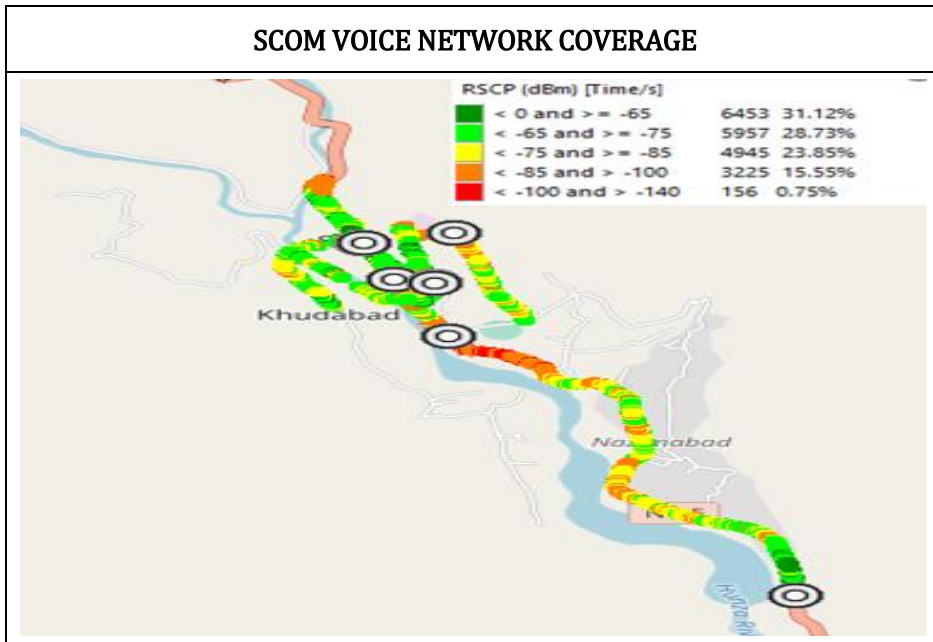 SCOM VOICE NETWORK COVERAGE
RSCP (dBm) [Time/s]
< 0 and >= -65 6453 31.12%
< -65 and >= -75 5957 28.73%
< -75 and >= -85 4945 23.85%
< -85 and > -100 3225 15.55%
< -100 and > -140 156 0.75%
Khudabad